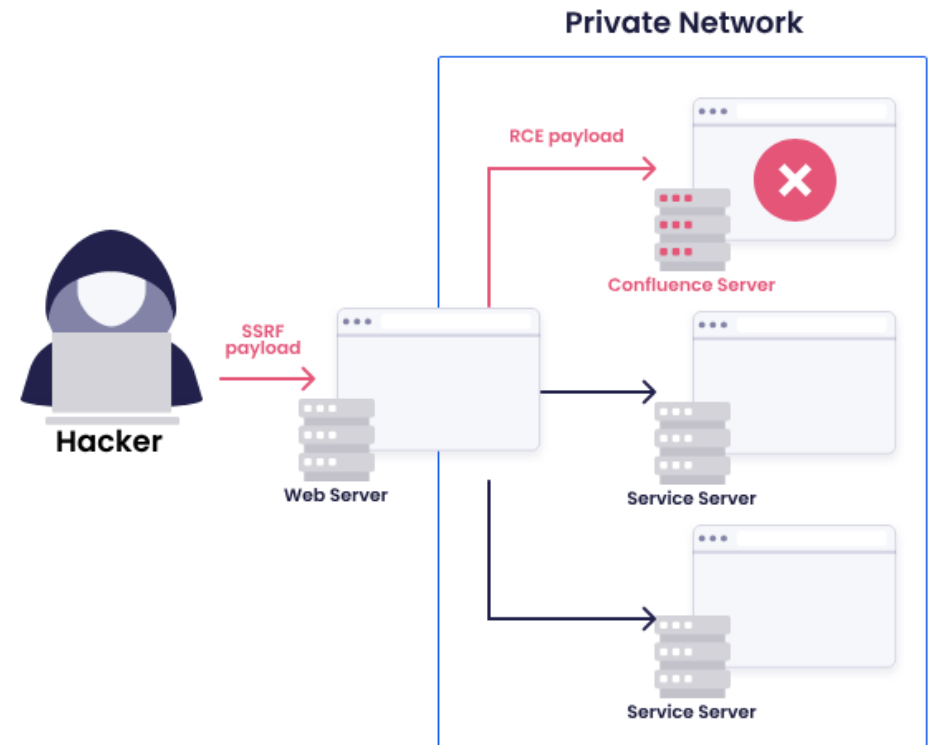 Private Network
RCE payload
Confluence Server
SSRF
payload
Hacker
Web Server
Service Server
Service Server